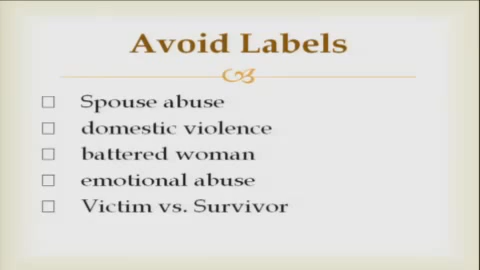 Avoid Labels
Spouse abuse
domestic violence
battered woman
emotional abuse
Victim vs. Survivor